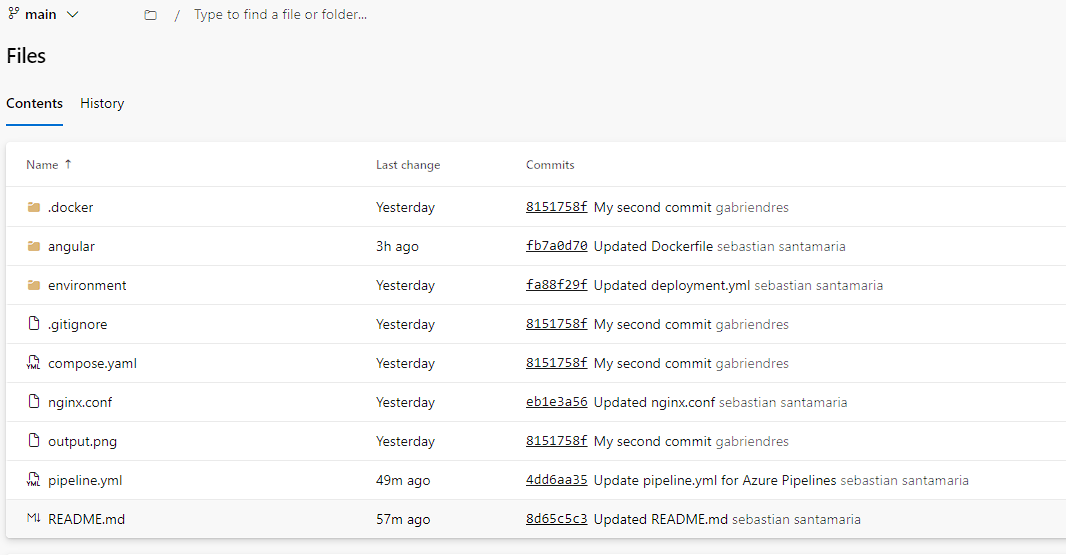 main / Type to find a file or folder...
Files
Contents History
Name ↑ Last change Commits
.docker Yesterday 8151758f My second commit gabriendres
angular 3h ago fb7a0d70 Updated Dockerfile sebastian santamaria
environment Yesterday fa88f29f Updated deployment.yml sebastian santamaria
.gitignore Yesterday 8151758f My second commit gabriendres
YML compose.yaml Yesterday 8151758f My second commit gabriendres
nginx.conf Yesterday eb1e3a56 Updated nginx.conf sebastian santamaria
output.png Yesterday 8151758f My second commit gabriendres
YML pipeline.yml 49m ago 4dd6aa35 Update pipeline.yml for Azure Pipelines sebastian santamaria
M↓ README.md 57m ago 8d65c5c3 Updated README.md sebastian santamaria